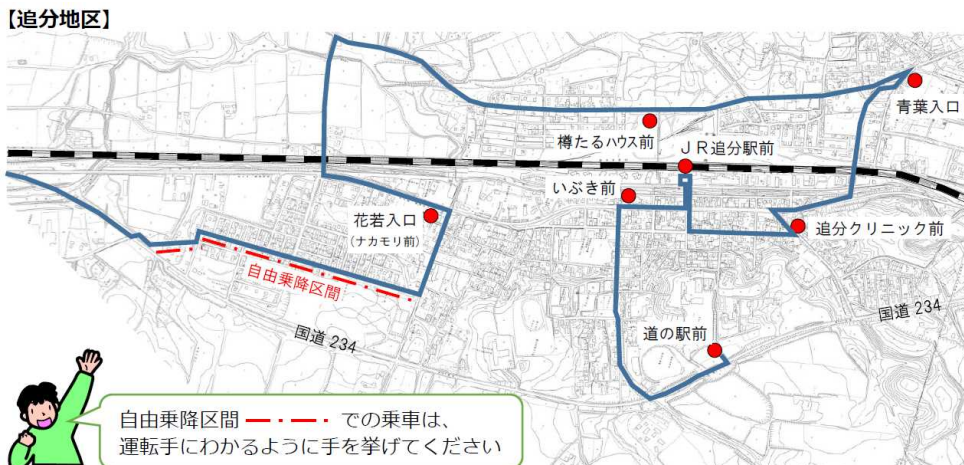 【追分地区】
青葉入口
樽たるハウス前
JR追分駅前
いぶき前
花若入口
(ナカモリ前)
追分クリニック前
自由乗降区間
国道 234
道の駅前
国道 234
自由乗降区間 での乗車は、
運転手にわかるように手を挙げてください